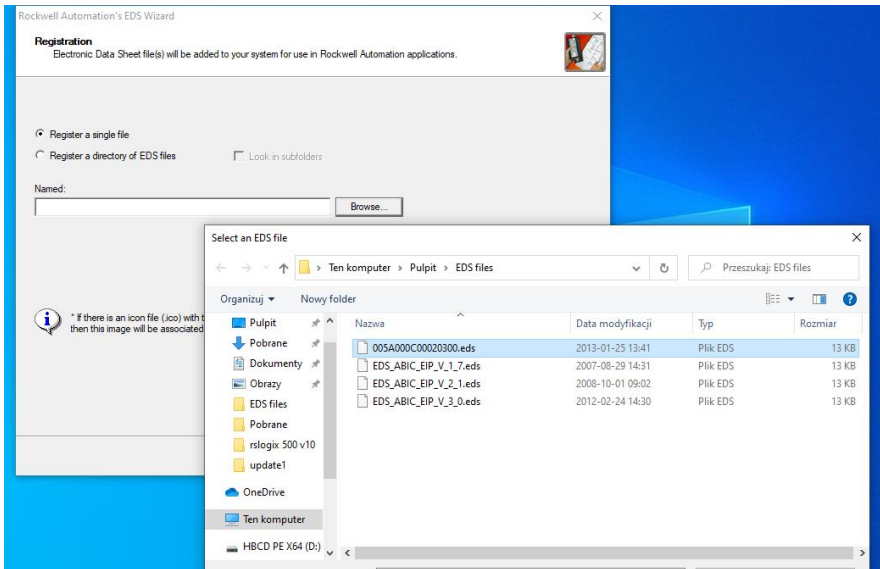 Rockwell Automation's EDS Wizard
Registration
Electronic Data Sheet file(s) will be added to your system for use in Rockwell Automation applications.
Register a single file
Register a directory of EDS files
Look in subfolders
Named:
Browse...
* If there is an icon file (.ico) with t
then this image will be associated
Select an EDS file
Ten komputer > Pulpit > EDS files
Przeszukaj: EDS files
Organizuj
Nowy folder
Nazwa
Data modyfikacji
Typ
Rozmiar
Pulpit
Pobrane
Dokumenty
Obrazy
EDS files
Pobrane
rslogix 500 v10
update1
OneDrive
Ten komputer
HBCD PE X64 (D:)
005A000C00020300.eds 2013-01-25 13:41 Plik EDS 13 KB
EDS_ABIC_EIP_V_1_7.eds 2007-08-29 14:31 Plik EDS 13 KB
EDS_ABIC_EIP_V_2_1.eds 2008-10-01 09:02 Plik EDS 13 KB
EDS_ABIC_EIP_V_3_0.eds 2012-02-24 14:30 Plik EDS 13 KB